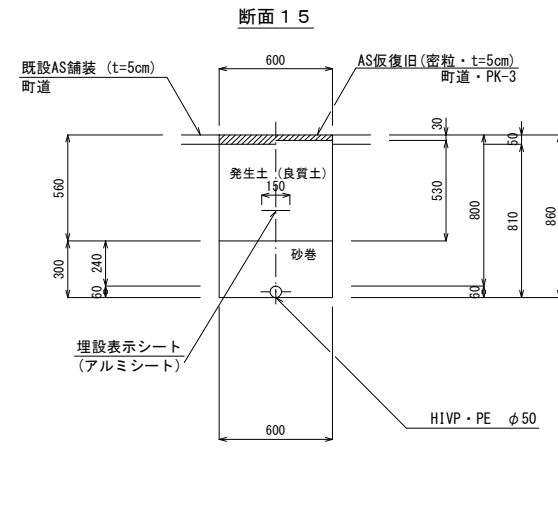 断面１５
600
既設AS舗装 (t=5cm)
町道
AS仮復旧(密粒・t=5cm)
町道・PK-3
30
50
発生土 (良質土)
150
560
530
800
810
860
砂巻
300
240
60
60
埋設表示シート
(アルミシート)
HIVP・PE φ50
600